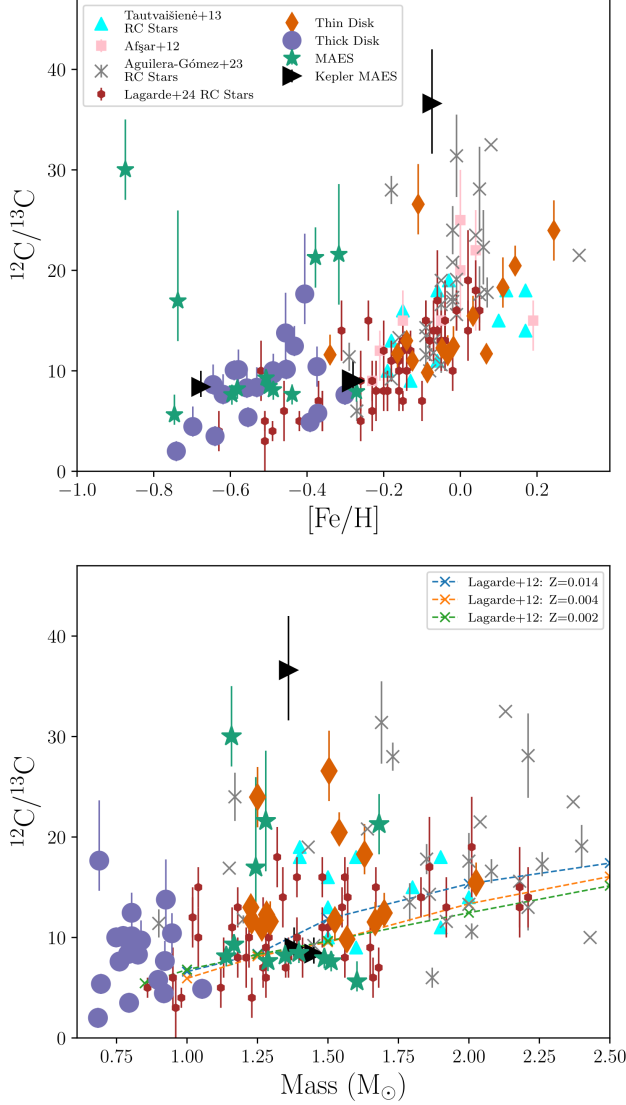 Tautvaišienė+13
RC Stars
Afşar+12
Aguilera-Gómez+23
RC Stars
Lagarde+24 RC Stars
Thin Disk
Thick Disk
MAES
Kepler MAES
40
30
20
10
0
¹²C/¹³C
−1.0 −0.8 −0.6 −0.4 −0.2 0.0 0.2
[Fe/H]
Lagarde+12: Z=0.014
Lagarde+12: Z=0.004
Lagarde+12: Z=0.002
40
30
20
10
0
¹²C/¹³C
0.75 1.00 1.25 1.50 1.75 2.00 2.25 2.50
Mass (M☉)